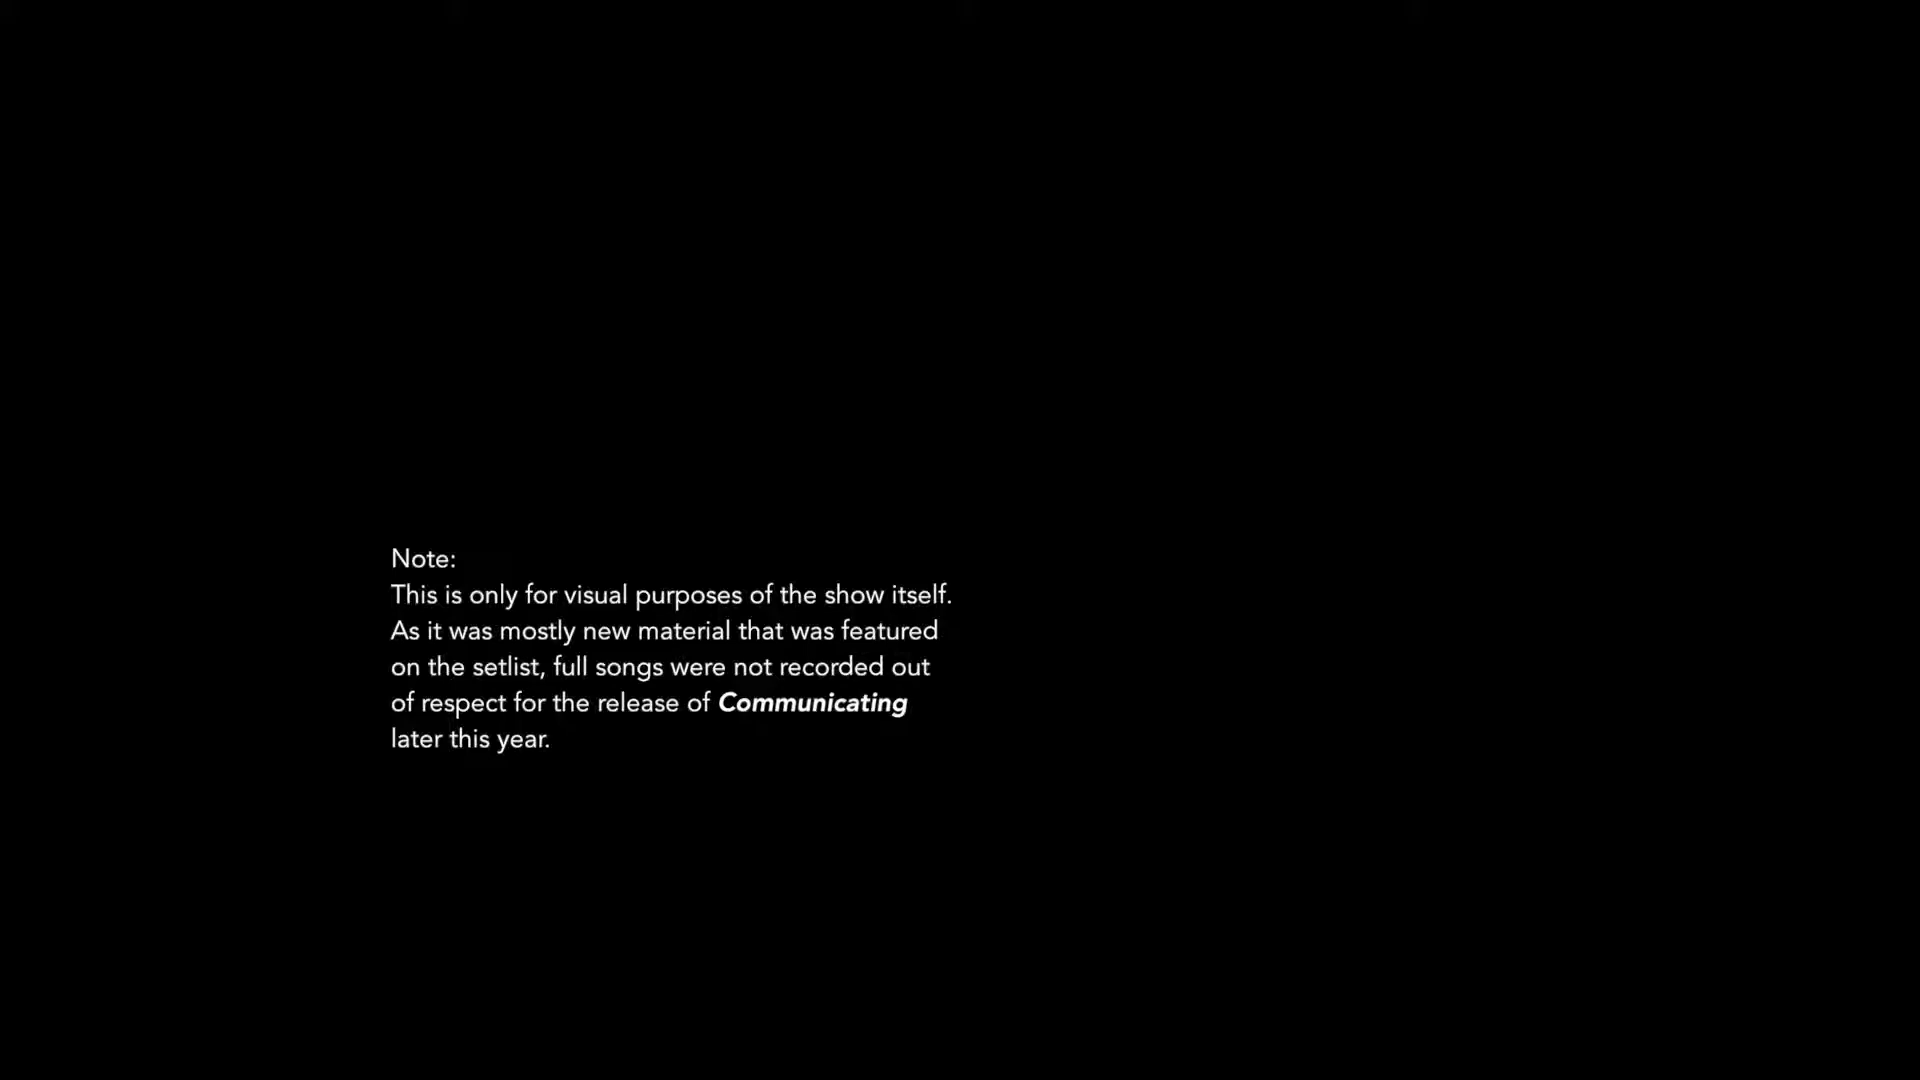 Note:
This is only for visual purposes of the show itself.
As it was mostly new material that was featured
on the setlist, full songs were not recorded out
of respect for the release of Communicating
later this year.